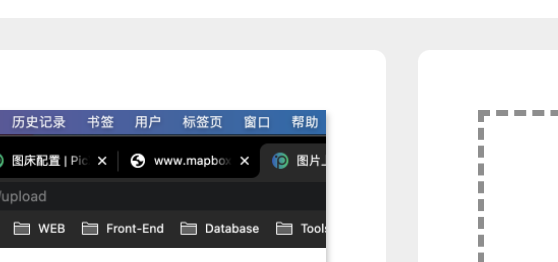 历史记录 书签 用户 标签页 窗口 帮助
图床配置 | Pic www.mapbo 图片
/upload
WEB Front-End Database Tools